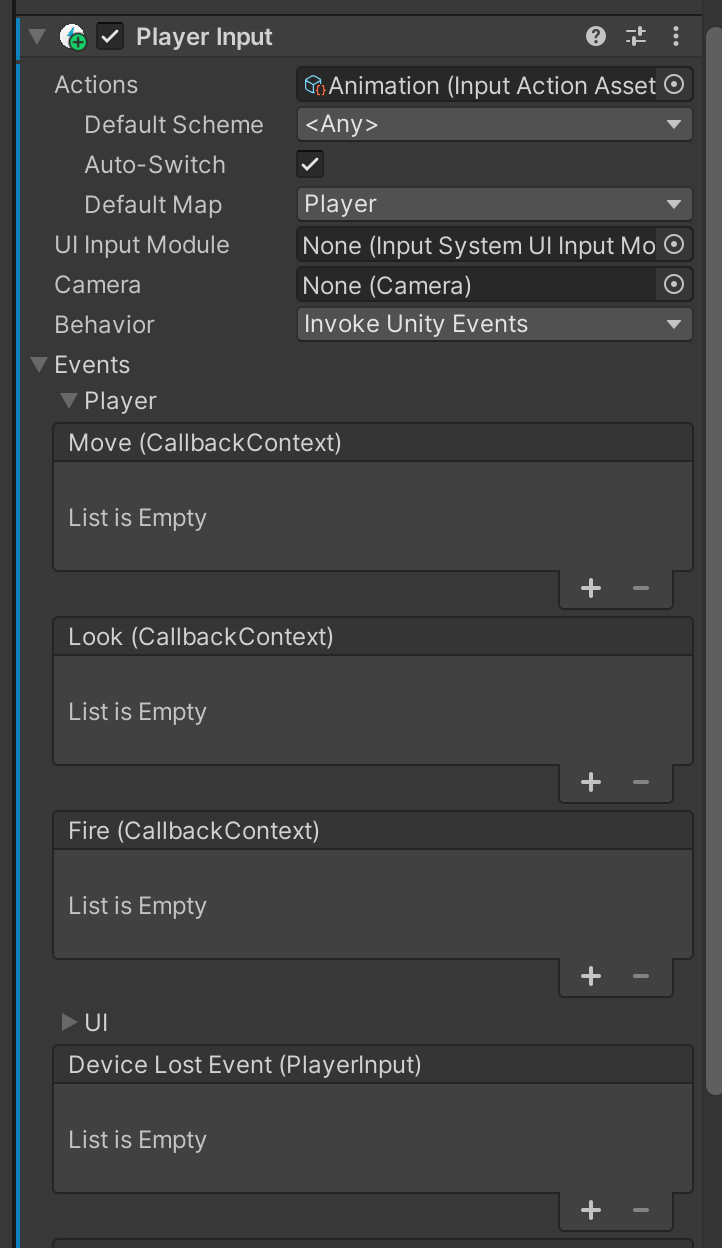 Player Input
Actions
Animation (Input Action Asset
Default Scheme
<Any>
Auto-Switch
Default Map
Player
UI Input Module
None (Input System UI Input Mo
Camera
None (Camera)
Behavior
Invoke Unity Events
Events
Player
Move (CallbackContext)
List is Empty
Look (CallbackContext)
List is Empty
Fire (CallbackContext)
List is Empty
UI
Device Lost Event (PlayerInput)
List is Empty